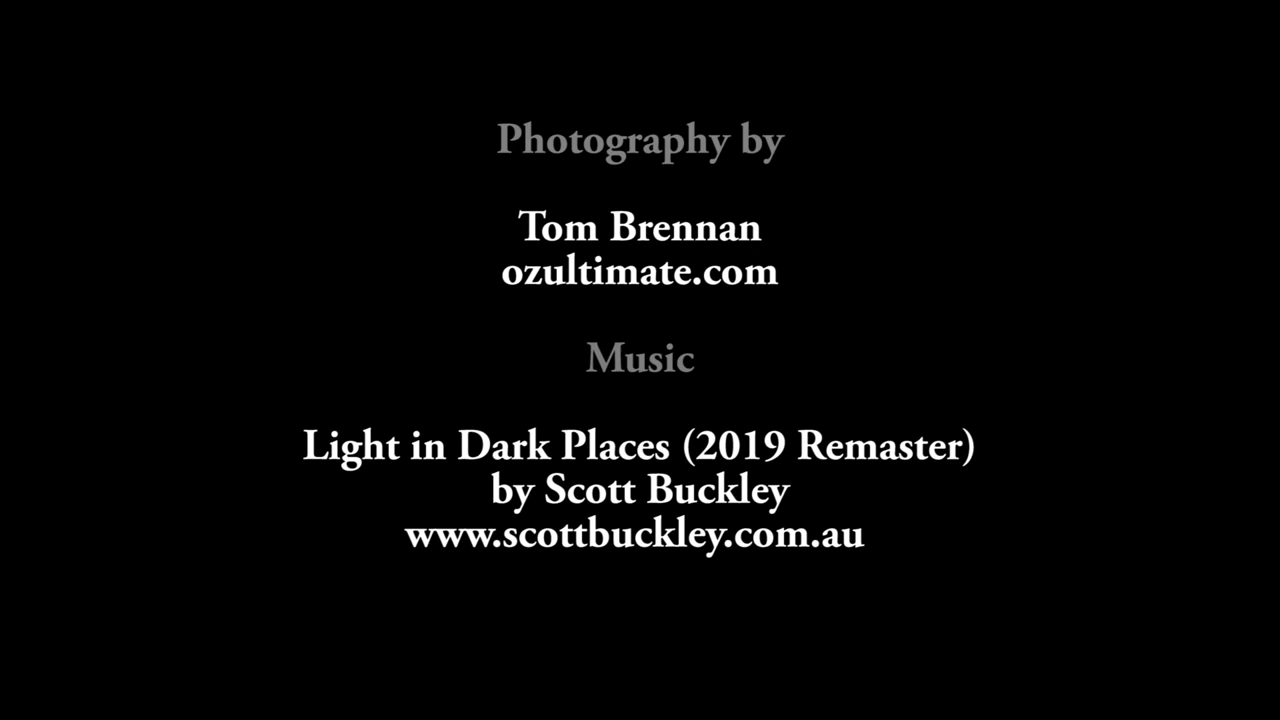 Photography by
Tom Brennan
ozultimate.com
Music
Light in Dark Places (2019 Remaster)
by Scott Buckley
www.scottbuckley.com.au